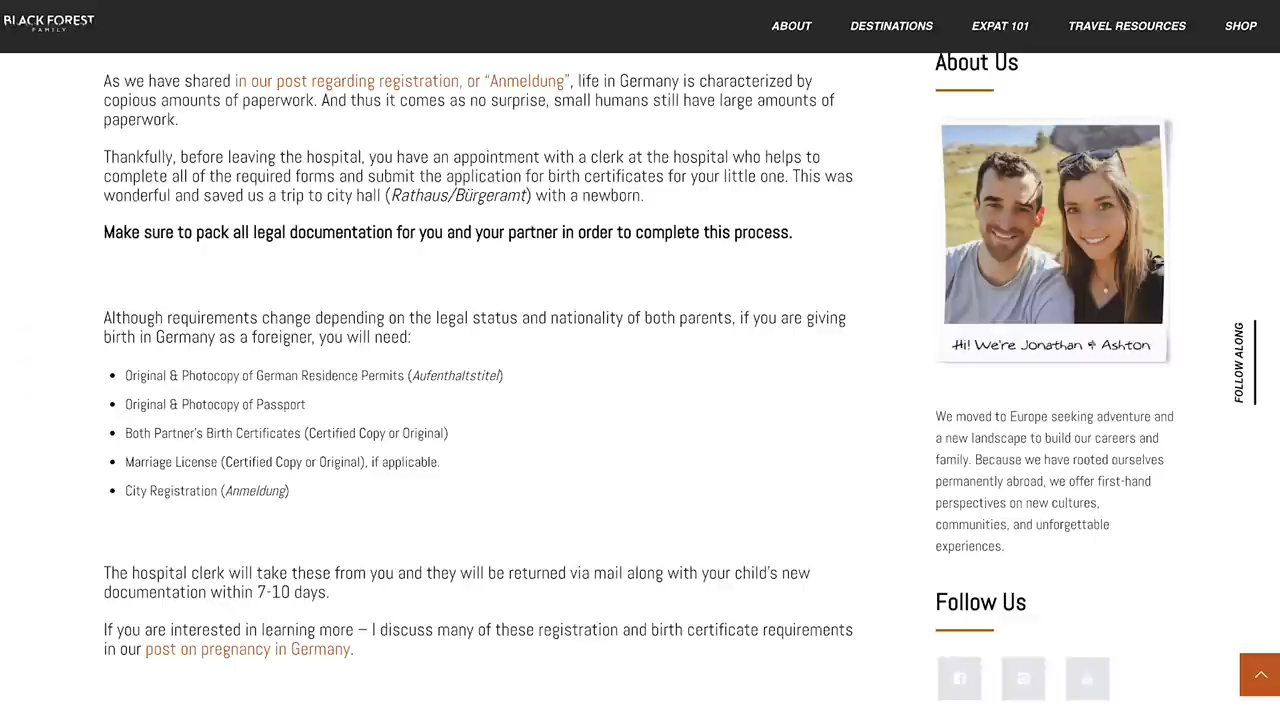 BLACK FOREST
FAMILY
ABOUT
DESTINATIONS
EXPAT 101
TRAVEL RESOURCES
SHOP
As we have shared in our post regarding registration, or “Anmeldung”, life in Germany is characterized by
copious amounts of paperwork. And thus it comes as no surprise, small humans still have large amounts of
paperwork.
Thankfully, before leaving the hospital, you have an appointment with a clerk at the hospital who helps to
complete all of the required forms and submit the application for birth certificates for your little one. This was
wonderful and saved us a trip to city hall (Rathaus/Bürgeramt) with a newborn.
Make sure to pack all legal documentation for you and your partner in order to complete this process.
Although requirements change depending on the legal status and nationality of both parents, if you are giving
birth in Germany as a foreigner, you will need:
Original & Photocopy of German Residence Permits (Aufenthaltstitel)
Original & Photocopy of Passport
Both Partner's Birth Certificates (Certified Copy or Original)
Marriage License (Certified Copy or Original), if applicable.
City Registration (Anmeldung)
The hospital clerk will take these from you and they will be returned via mail along with your child's new
documentation within 7-10 days.
If you are interested in learning more – I discuss many of these registration and birth certificate requirements
in our post on pregnancy in Germany.
About Us
Hi! We're Jonathan & Ashton
We moved to Europe seeking adventure and
a new landscape to build our careers and
family. Because we have rooted ourselves
permanently abroad, we offer first-hand
perspectives on new cultures,
communities, and unforgettable
experiences.
Follow Us
FOLLOW ALONG